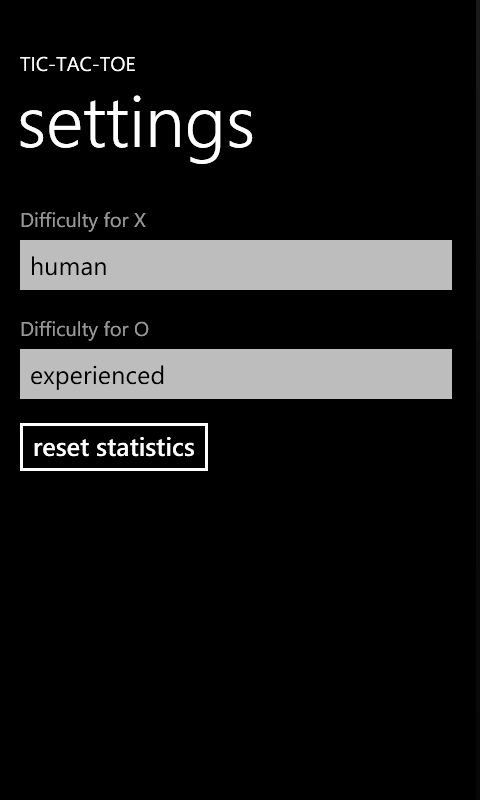 TIC-TAC-TOE
settings
Difficulty for X
human
Difficulty for O
experienced
reset statistics